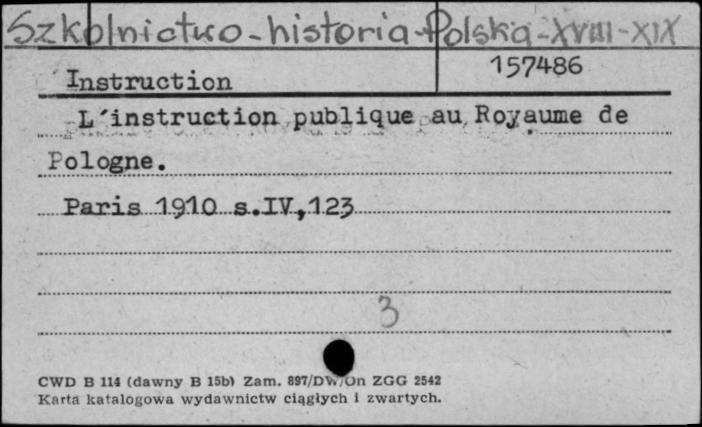 Szkolnictwo-historia-Polska-XVIII-XIX
157486
Instruction
L'instruction publique au Royaume de
Pologne.
Paris 1910 s.IV,123
3
CWD B 114 (dawny B 15b) Zam. 897/DW/On ZGG 2542
Karta katalogowa wydawnictw ciągłych i zwartych.